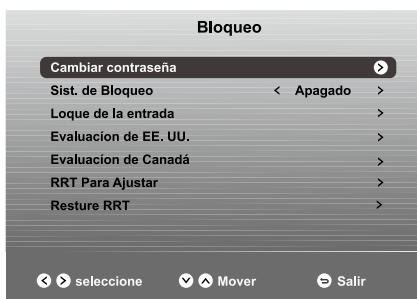 Bloqueo
Cambiar contraseña
Sist. de Bloqueo < Apagado >
Loque de la entrada >
Evaluacion de EE. UU. >
Evaluacíon de Canadá >
RRT Para Ajustar >
Resture RRT >
seleccione Mover Salir